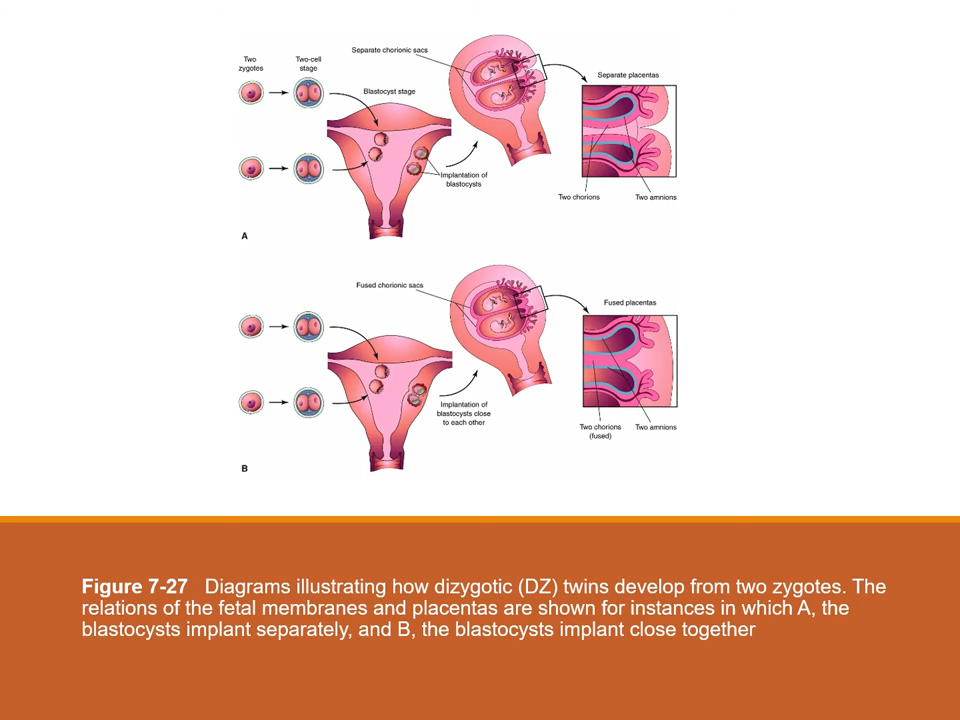 Separate chorionic sacs
Two
zygotes
Two-cell
stage
Blastocyst stage
Separate placentas
Implantation of
blastocysts
Two chorions
Two amnions
A
Fused chorionic sacs
Fused placentas
Implantation of
blastocysts close
to each other
Two chorions
(fused)
Two amnions
B
Figure 7-27 Diagrams illustrating how dizygotic (DZ) twins develop from two zygotes. The
relations of the fetal membranes and placentas are shown for instances in which A, the
blastocysts implant separately, and B, the blastocysts implant close together